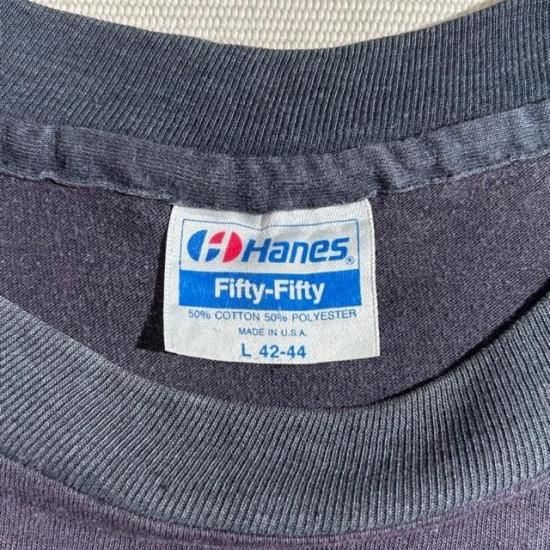 Hanes®
Fifty-Fifty
50% COTTON 50% POLYESTER
MADE IN U.S.A.
L 42-44